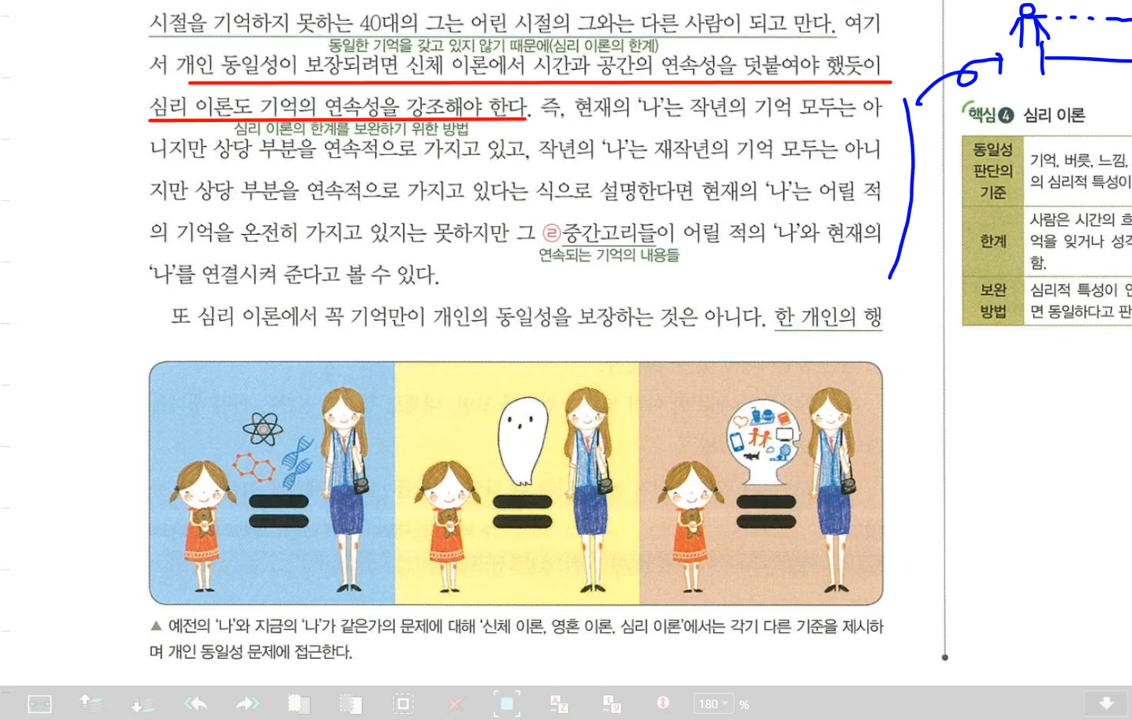 시절을 기억하지 못하는 40대의 그는 어린 시절의 그와는 다른 사람이 되고 만다. 여기
동일한 기억을 갖고 있지 않기 때문에(심리 이론의 한계)
서 개인 동일성이 보장되려면 신체 이론에서 시간과 공간의 연속성을 덧붙여야 했듯이
심리 이론도 기억의 연속성을 강조해야 한다. 즉, 현재의 ‘나’는 작년의 기억 모두는 아
심리 이론의 한계를 보완하기 위한 방법
니지만 상당 부분을 연속적으로 가지고 있고, 작년의 ‘나’는 재작년의 기억 모두는 아니
지만 상당 부분을 연속적으로 가지고 있다는 식으로 설명한다면 현재의 ‘나’는 어릴 적
의 기억을 온전히 가지고 있지는 못하지만 그 ㉣중간고리들이 어릴 적의 ‘나’와 현재의
연속되는 기억의 내용들
‘나’를 연결시켜 준다고 볼 수 있다.
또 심리 이론에서 꼭 기억만이 개인의 동일성을 보장하는 것은 아니다. 한 개인의 행
▲ 예전의 ‘나’와 지금의 ‘나’가 같은가의 문제에 대해 ‘신체 이론, 영혼 이론, 심리 이론’에서는 각기 다른 기준을 제시하
며 개인 동일성 문제에 접근한다.
핵심 4 심리 이론
동일성
판단의
기준
기억, 버릇, 느낌,
의 심리적 특성이
한계
사람은 시간의 흐
억을 잊거나 성격
함.
보완
방법
심리적 특성이 연
면 동일하다고 판
180 %